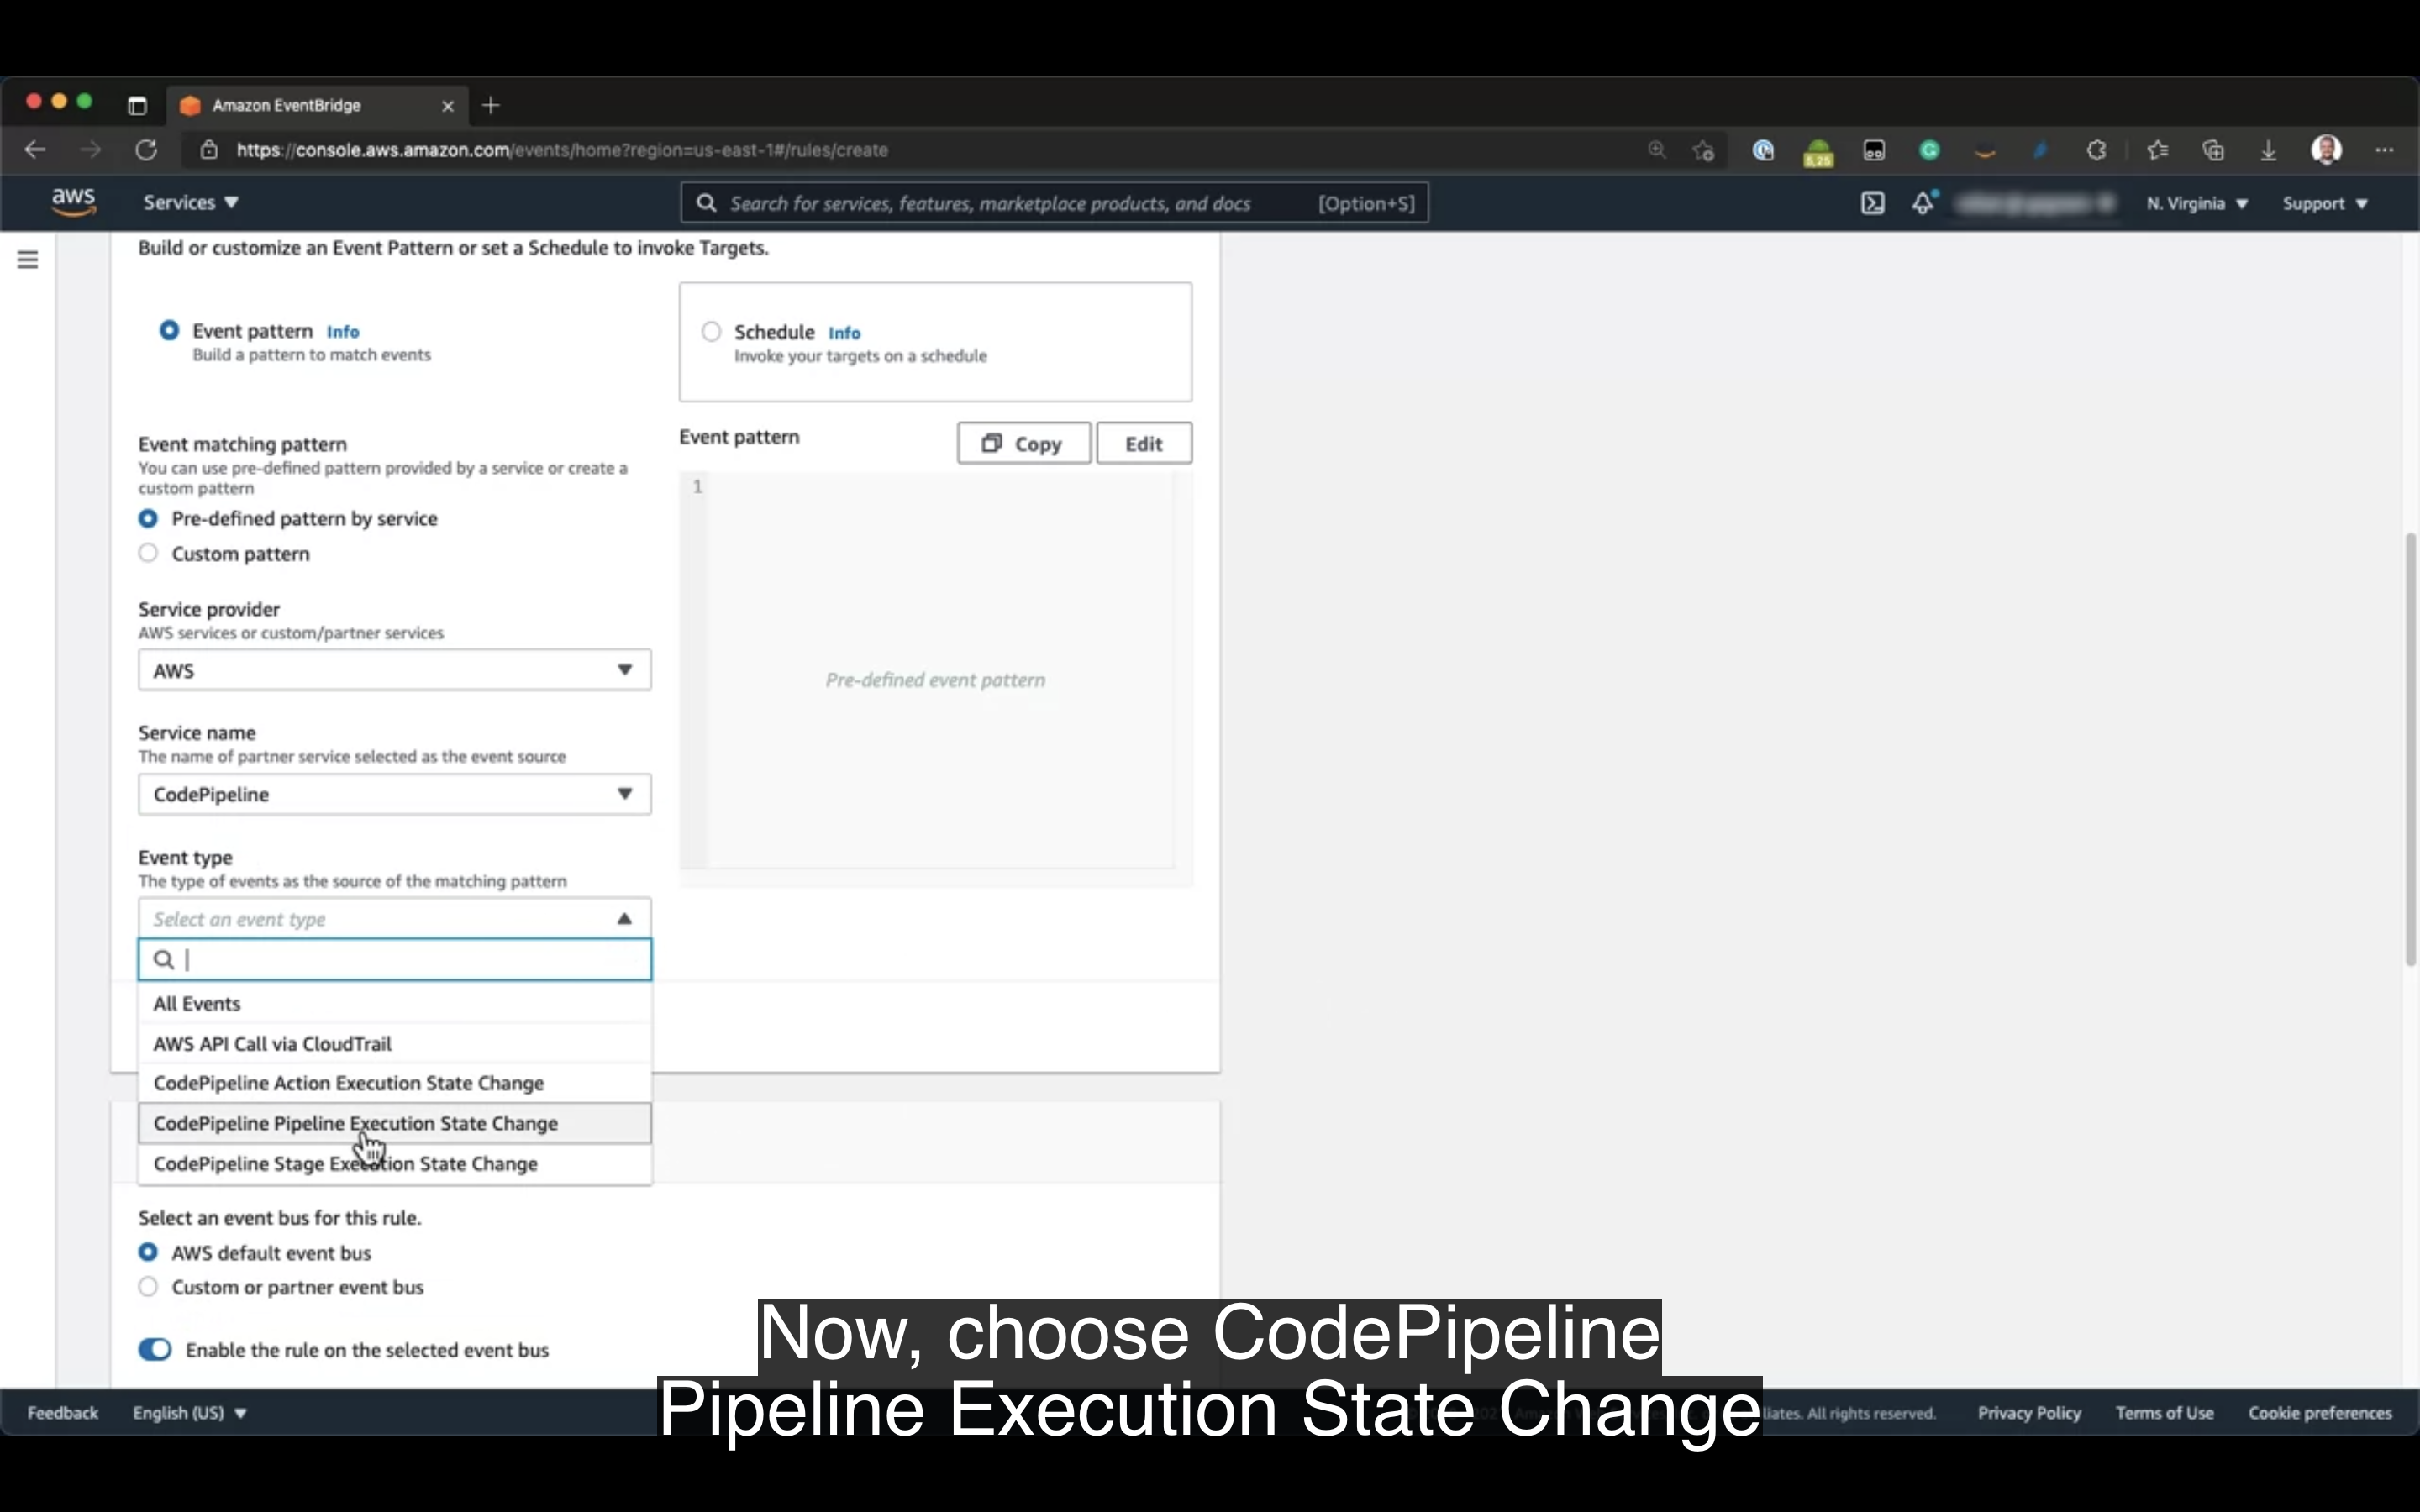 Amazon EventBridge
https://console.aws.amazon.com/events/home?region=us-east-1#/rules/create
5,25
aws
Services
Search for services, features, marketplace products, and docs
[Option+S]
N. Virginia
Support
Build or customize an Event Pattern or set a Schedule to invoke Targets.
Event pattern Info
Build a pattern to match events
Schedule Info
Invoke your targets on a schedule
Event matching pattern
You can use pre-defined pattern provided by a service or create a
custom pattern
Pre-defined pattern by service
Custom pattern
Event pattern
Copy
Edit
1
Pre-defined event pattern
Service provider
AWS services or custom/partner services
AWS
Service name
The name of partner service selected as the event source
CodePipeline
Event type
The type of events as the source of the matching pattern
Select an event type
All Events
AWS API Call via CloudTrail
CodePipeline Action Execution State Change
CodePipeline Pipeline Execution State Change
CodePipeline Stage Execution State Change
Select an event bus for this rule.
AWS default event bus
Custom or partner event bus
Enable the rule on the selected event bus
Now, choose CodePipeline
Pipeline Execution State Change
Feedback
English (US)
All rights reserved.
Privacy Policy
Terms of Use
Cookie preferences